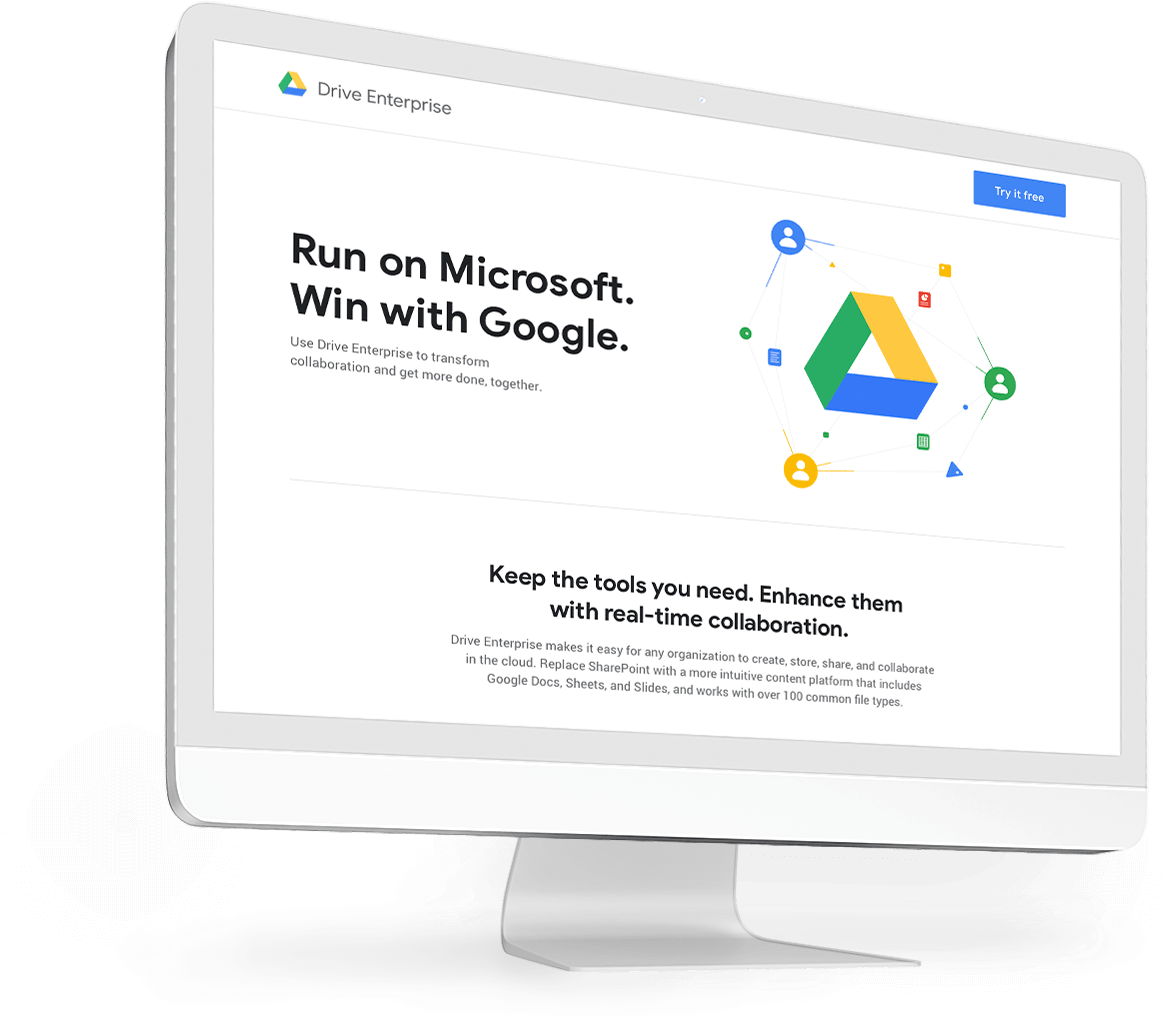 Drive Enterprise
Try it free
Run on Microsoft.
Win with Google.
Use Drive Enterprise to transform
collaboration and get more done, together.
Keep the tools you need. Enhance them
with real-time collaboration.
Drive Enterprise makes it easy for any organization to create, store, share, and collaborate
in the cloud. Replace SharePoint with a more intuitive content platform that includes
Google Docs, Sheets, and Slides, and works with over 100 common file types.